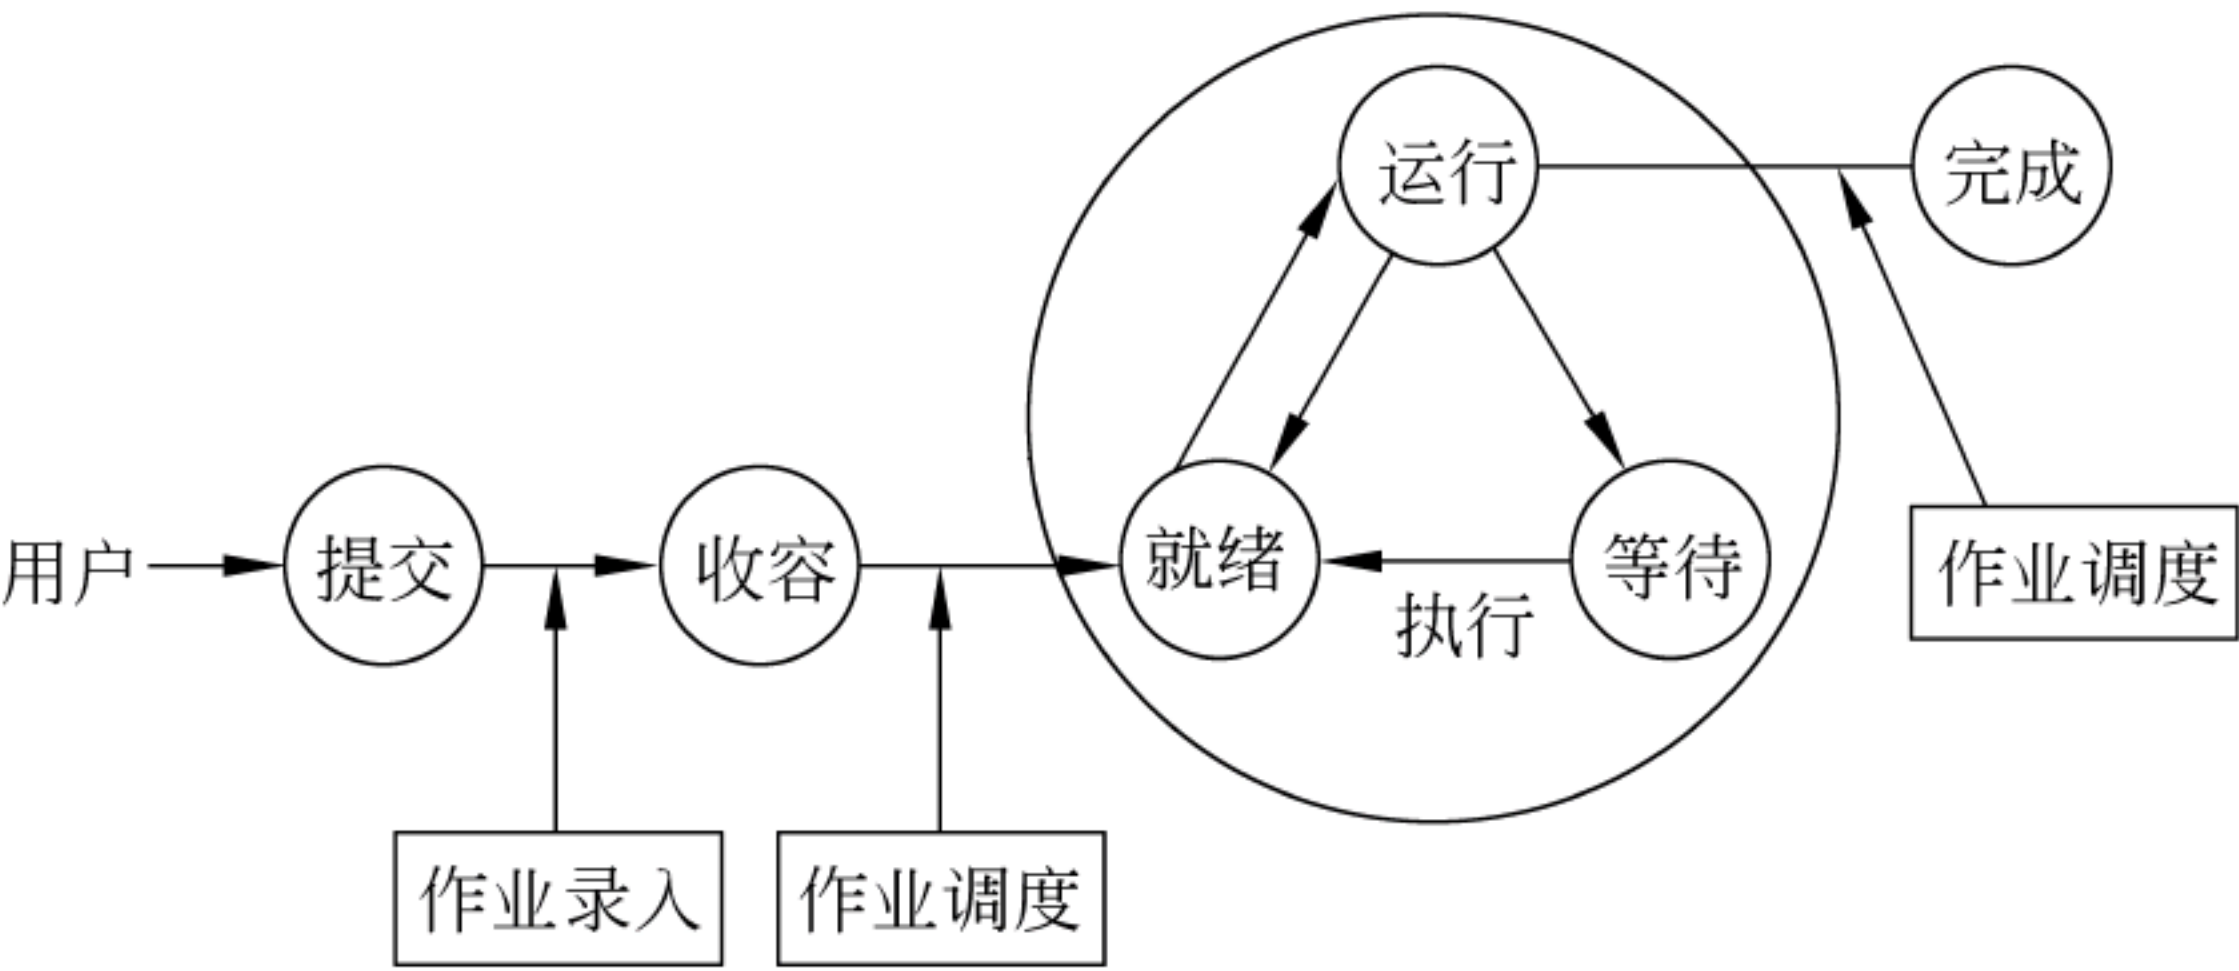 运行
完成
用户
提交
收容
就绪
等待
执行
作业调度
作业录入
作业调度